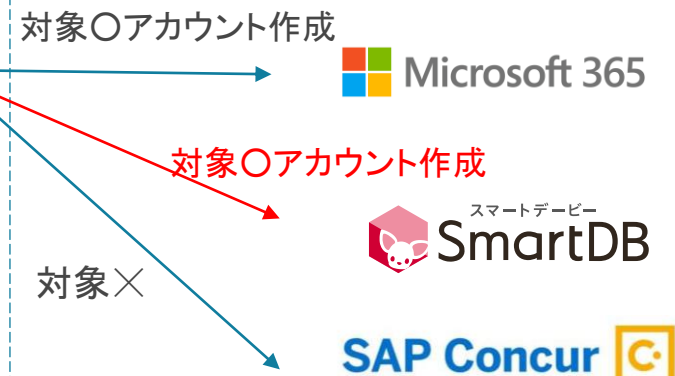 対象〇アカウント作成
Microsoft 365
対象〇アカウント作成
スマートデービー
SmartDB
対象×
SAP Concur C.